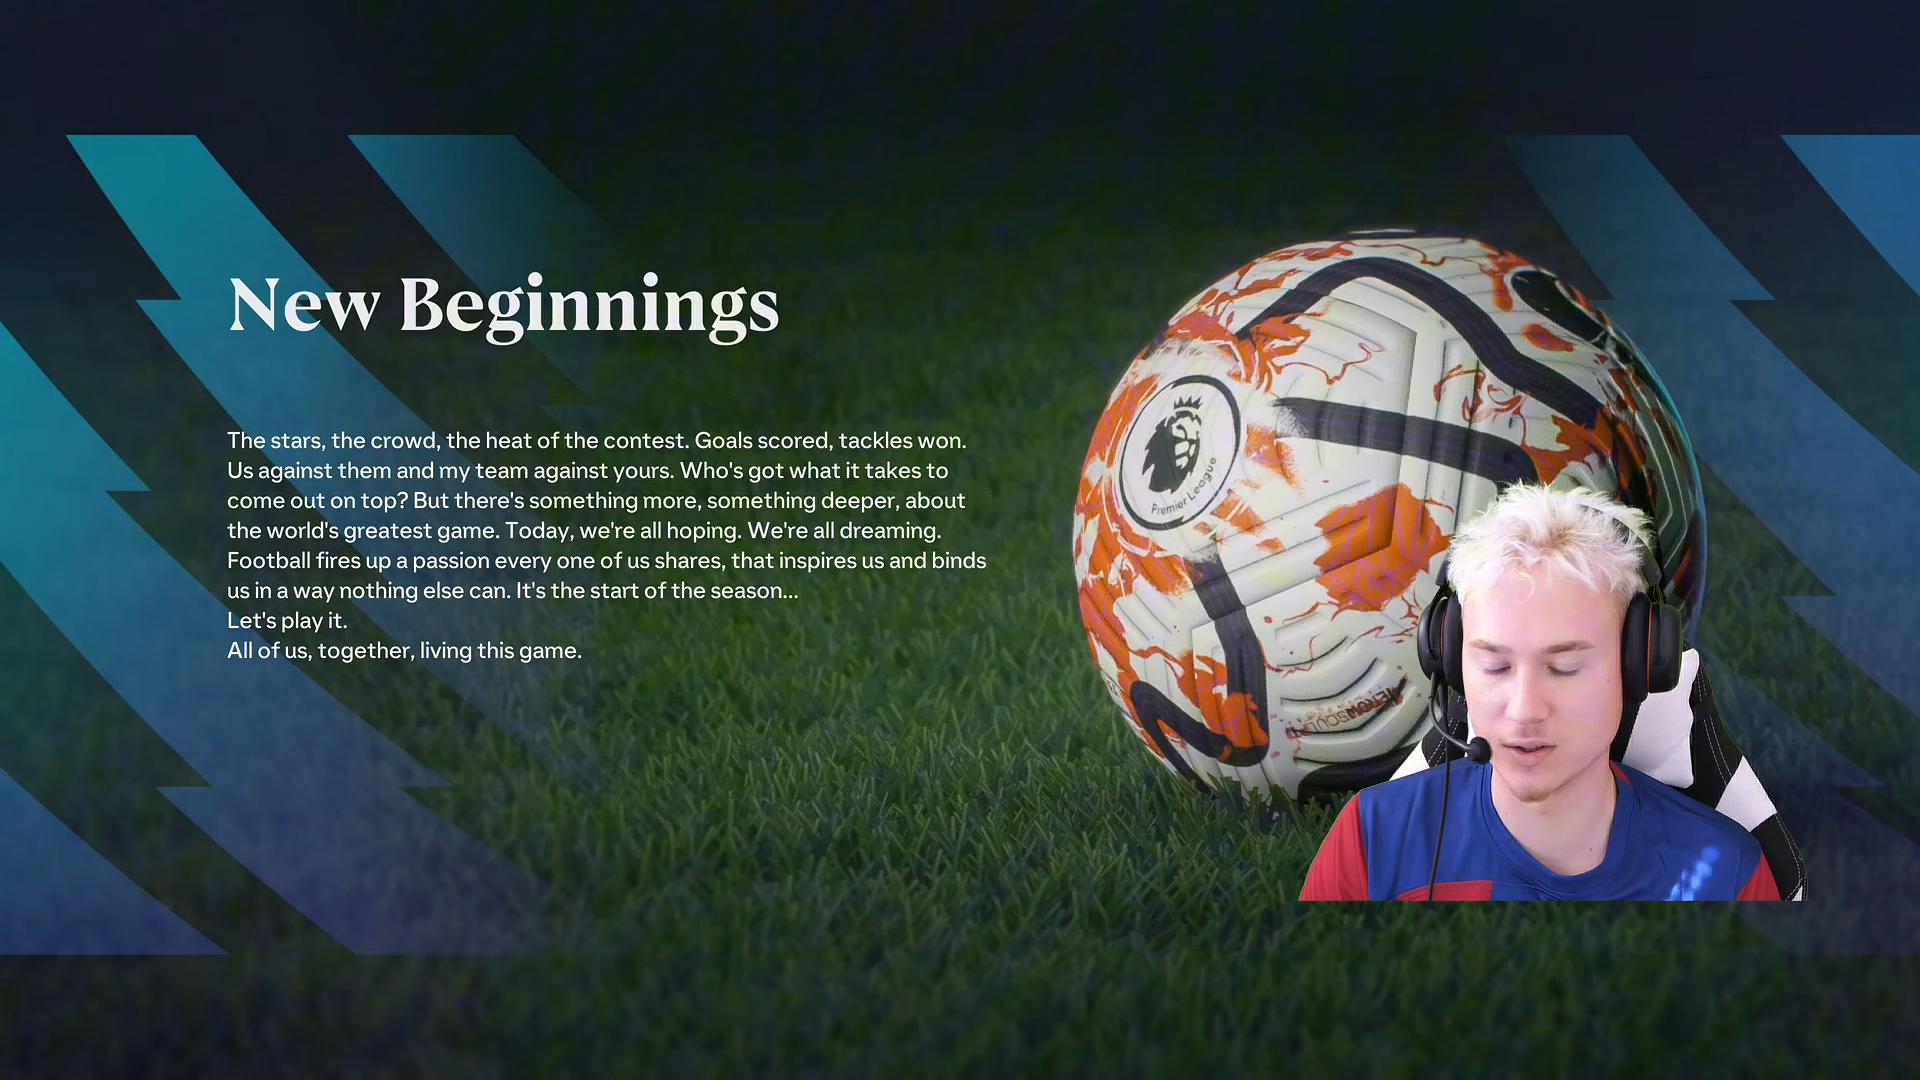 New Beginnings
The stars, the crowd, the heat of the contest. Goals scored, tackles won.
Us against them and my team against yours. Who's got what it takes to
come out on top? But there's something more, something deeper, about
the world's greatest game. Today, we're all hoping. We're all dreaming.
Football fires up a passion every one of us shares, that inspires us and binds
us in a way nothing else can. It's the start of the season...
Let's play it.
All of us, together, living this game.
Premier League